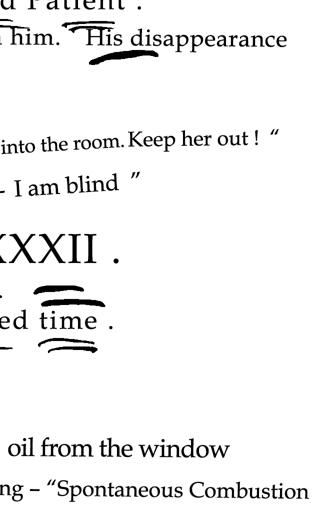 d Patient .
him. His disappearance
into the room. Keep her out ! “
- I am blind ”
XXXII .
ed time .
oil from the window
ng – “Spontaneous Combustion